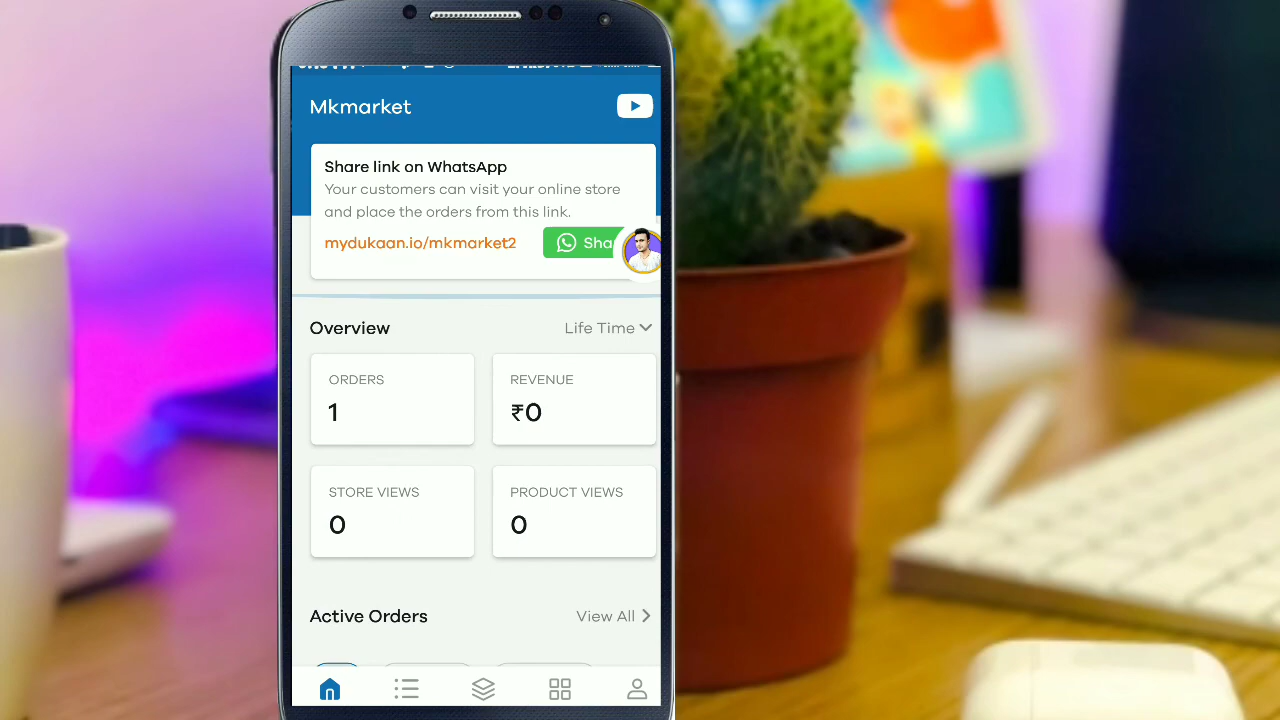 Mkmarket
Share link on WhatsApp
Your customers can visit your online store
and place the orders from this link.
mydukaan.io/mkmarket2
Sha
Overview
Life Time
ORDERS
1
REVENUE
₹0
STORE VIEWS
0
PRODUCT VIEWS
0
Active Orders
View All